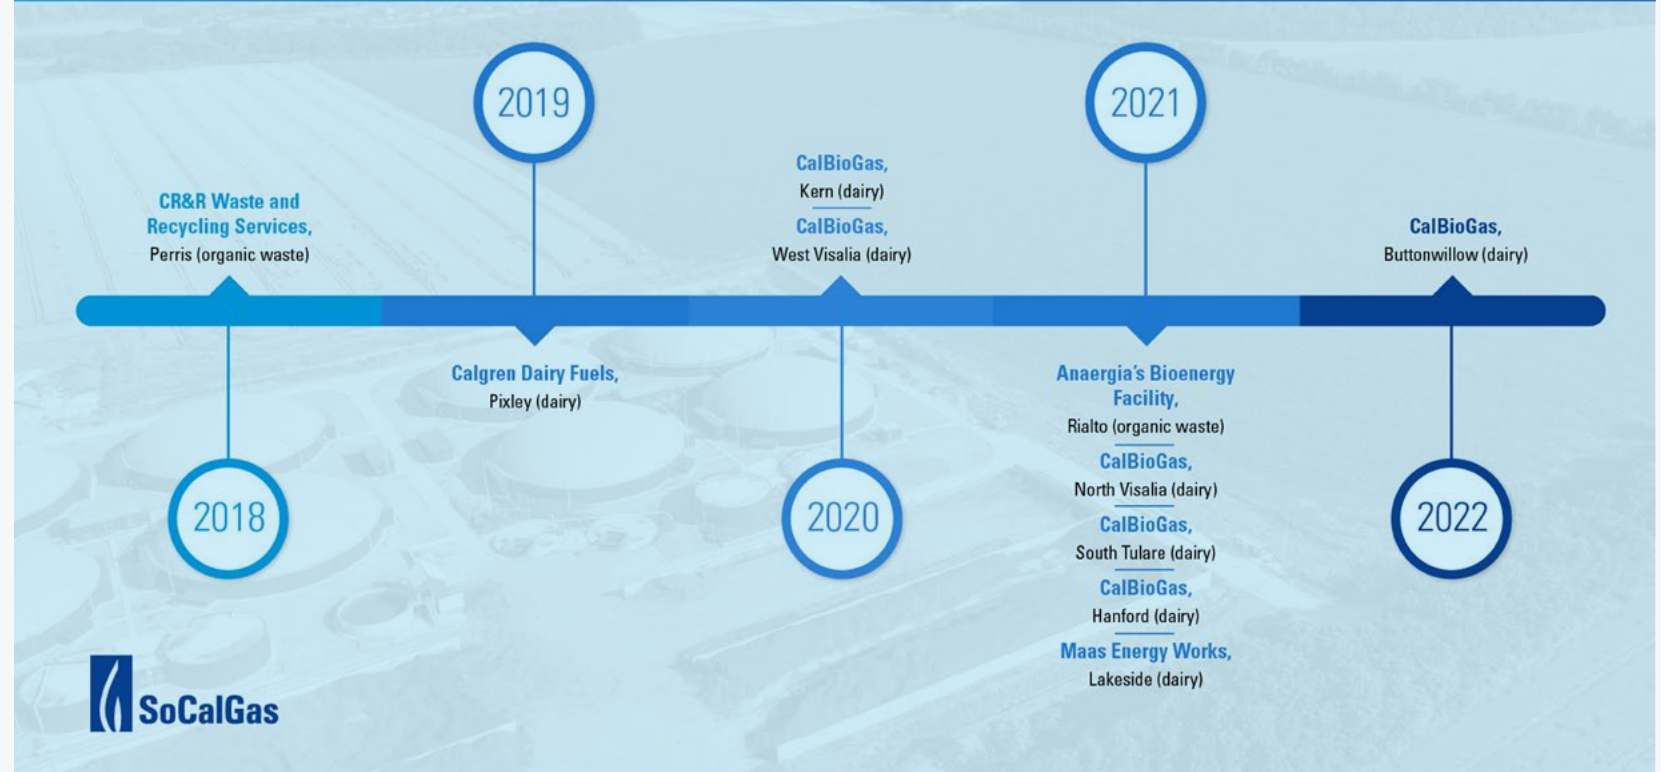 2018
CR&R Waste and
Recycling Services,
Perris (organic waste)
2019
Calgren Dairy Fuels,
Pixley (dairy)
2020
CalBioGas,
Kern (dairy)
CalBioGas,
West Visalia (dairy)
2021
Anaergia’s Bioenergy
Facility,
Rialto (organic waste)
CalBioGas,
North Visalia (dairy)
CalBioGas,
South Tulare (dairy)
CalBioGas,
Hanford (dairy)
Maas Energy Works,
Lakeside (dairy)
2022
CalBioGas,
Buttonwillow (dairy)
SoCalGas